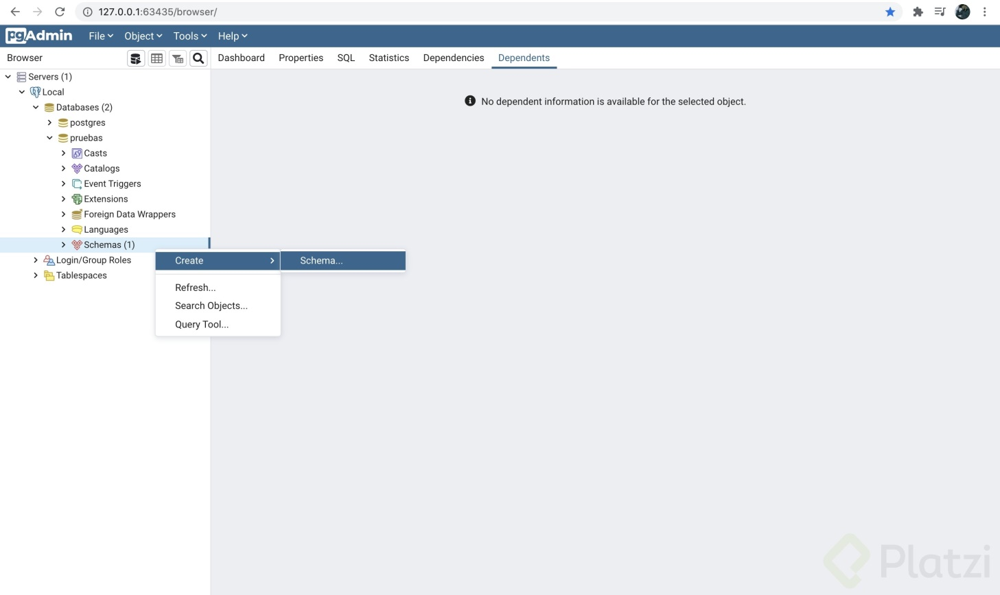 127.0.0.1:63435/browser/
pgAdmin File Object Tools Help
Browser Dashboard Properties SQL Statistics Dependencies Dependents
Servers (1)
Local
No dependent information is available for the selected object.
Databases (2)
postgres
pruebas
Casts
Catalogs
Event Triggers
Extensions
Foreign Data Wrappers
Languages
Schemas (1)
Login/Group Roles
Tablespaces
Create Schema...
Refresh...
Search Objects...
Query Tool...
Platzi